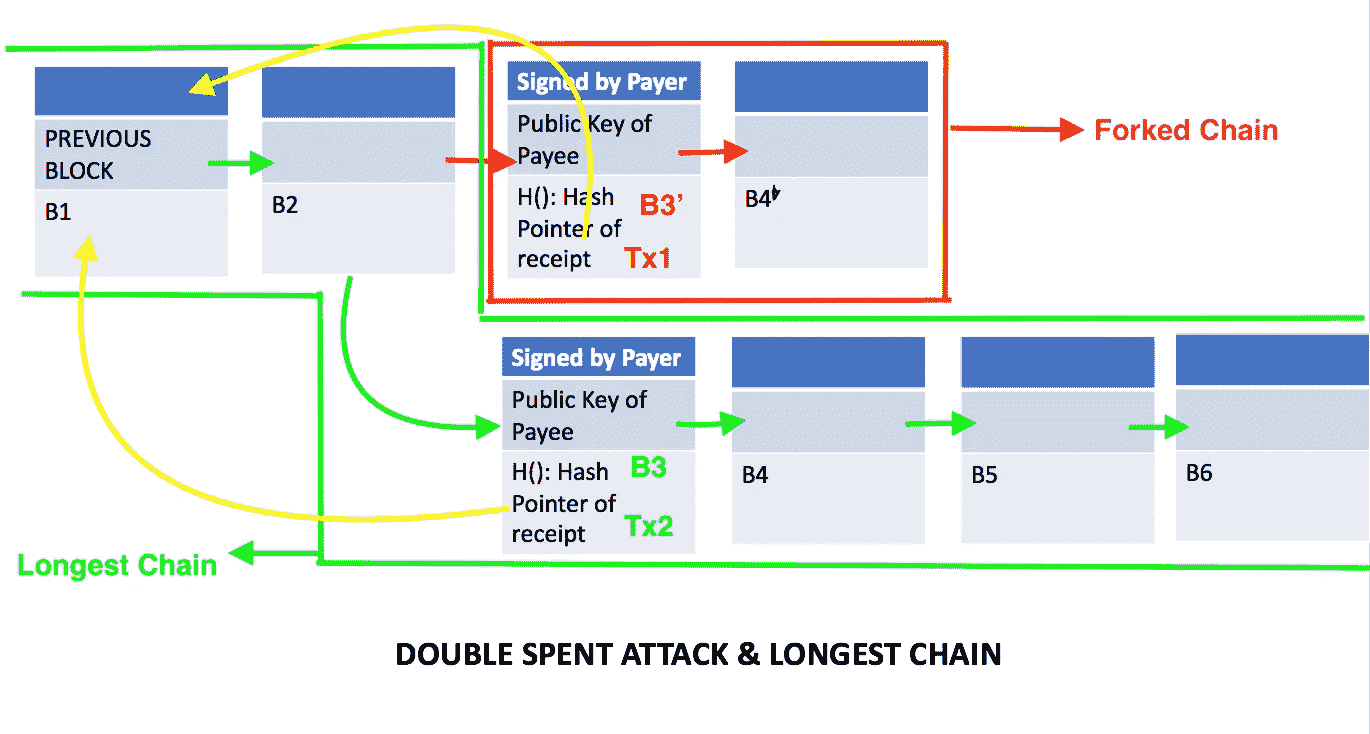 PREVIOUS
BLOCK
B1
B2
Signed by Payer
Public Key of
Payee
H(): Hash
Pointer of
receipt
B3’
Tx1
B4'
Forked Chain
Signed by Payer
Public Key of
Payee
H(): Hash
Pointer of
receipt
B3
Tx2
B4
B5
B6
Longest Chain
DOUBLE SPENT ATTACK & LONGEST CHAIN